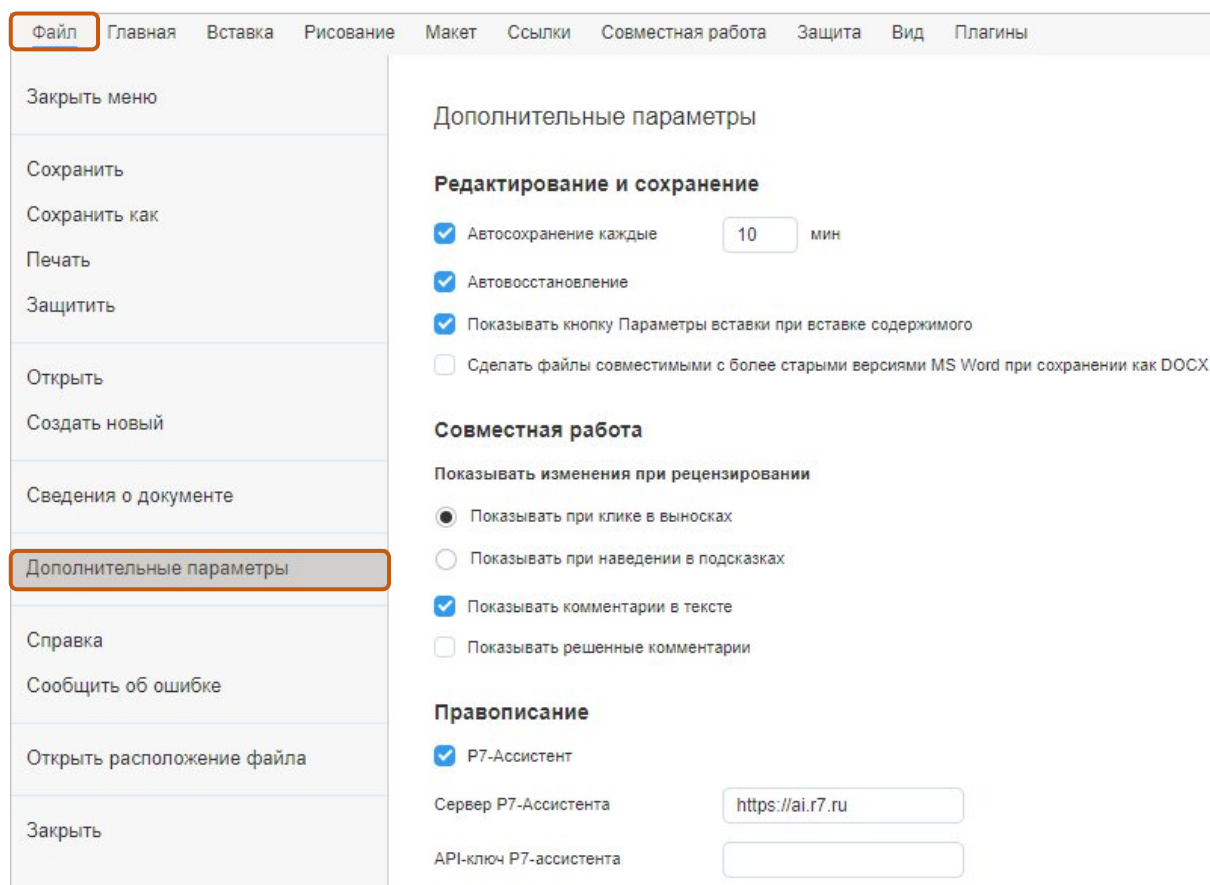 Файл Главная Вставка Рисование Макет Ссылки Совместная работа Защита Вид Плагины
Закрыть меню
Сохранить
Сохранить как
Печать
Защитить
Открыть
Создать новый
Сведения о документе
Дополнительные параметры
Справка
Сообщить об ошибке
Открыть расположение файла
Закрыть
Дополнительные параметры
Редактирование и сохранение
Автосохранение каждые 10 мин
Автовосстановление
Показывать кнопку Параметры вставки при вставке содержимого
Сделать файлы совместимыми с более старыми версиями MS Word при сохранении как DOCX
Совместная работа
Показывать изменения при рецензировании
Показывать при клике в выносках
Показывать при наведении в подсказках
Показывать комментарии в тексте
Показывать решенные комментарии
Правописание
Р7-Ассистент
Сервер Р7-Ассистента https://ai.r7.ru
API-ключ Р7-ассистента